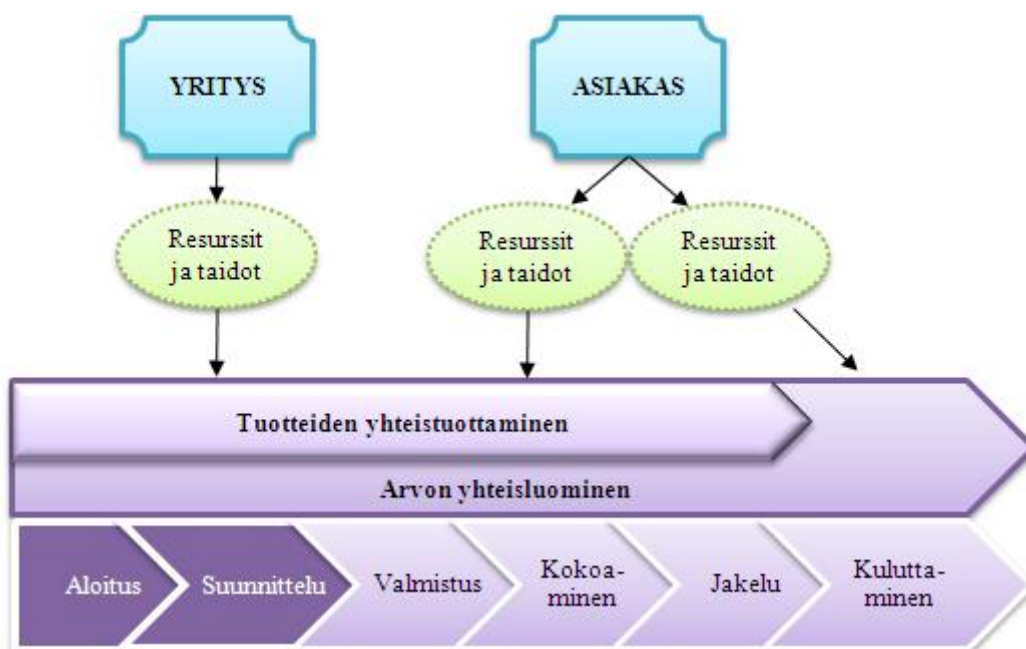 YRITYS
ASIAKAS
Resurssit
ja taidot
Resurssit
ja taidot
Resurssit
ja taidot
Tuotteiden yhteistuottaminen
Arvon yhteisluominen
Aloitus
Suunnittelu
Valmistus
Kokoa-
minen
Jakelu
Kulutta-
minen